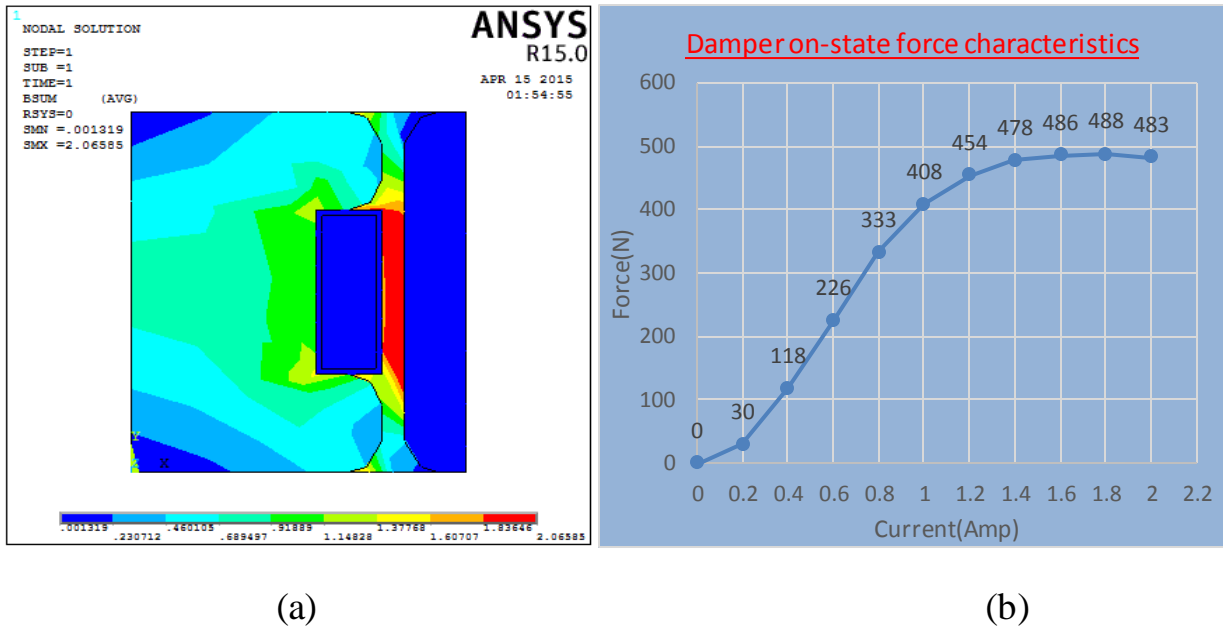 1
NODAL SOLUTION
STEP=1
SUB =1
TIME=1
BSUM (AVG)
RSYS=0
SMN =.001319
SMX =2.06585
ANSYS
R15.0
APR 15 2015
01:54:55
Y
Z X
.001319 .460105 .91889 1.37768 1.83646
.230712 .689497 1.14828 1.60707 2.06585
(a)
Damper on-state force characteristics
600
500
400
300
200
100
0
Force(N)
0 30 118 226 333 408 454 478 486 488 483
0 0.2 0.4 0.6 0.8 1 1.2 1.4 1.6 1.8 2 2.2
Current(Amp)
(b)